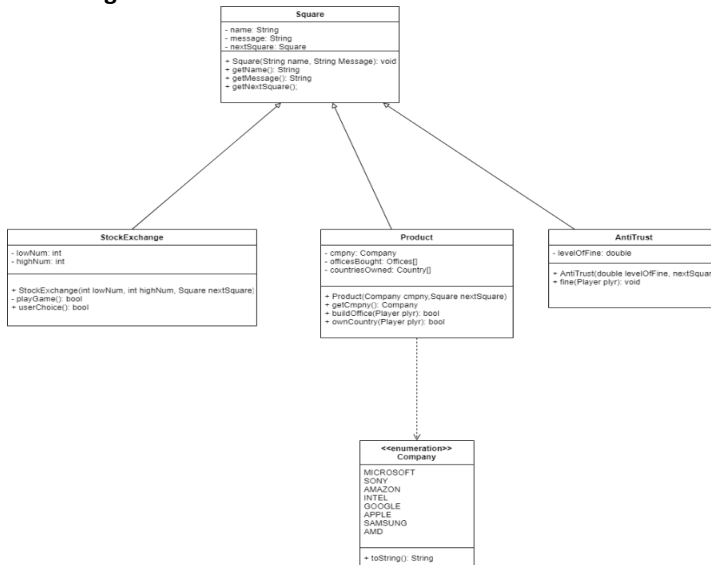 Square
- name: String
- message: String
- nextSquare: Square
+ Square(String name, String Message): void
+ getName(): String
+ getMessage(): String
+ getNextSquare();
StockExchange
- lowNum: int
- highNum: int
+ StockExchange(int lowNum, int highNum, Square nextSquare)
- playGame(): bool
+ userChoice(): bool
Product
- cmpny: Company
- officesBought: Offices[]
- countriesOwned: Country[]
+ Product(Company cmpny,Square nextSquare)
+ getCmpny(): Company
+ buildOffice(Player plyr): bool
+ ownCountry(Player plyr): bool
AntiTrust
- levelOfFine: double
+ AntiTrust(double levelOfFine, nextSquar
+ fine(Player plyr): void
<<enumeration>>
Company
MICROSOFT
SONY
AMAZON
INTEL
GOOGLE
APPLE
SAMSUNG
AMD
+ toString(): String